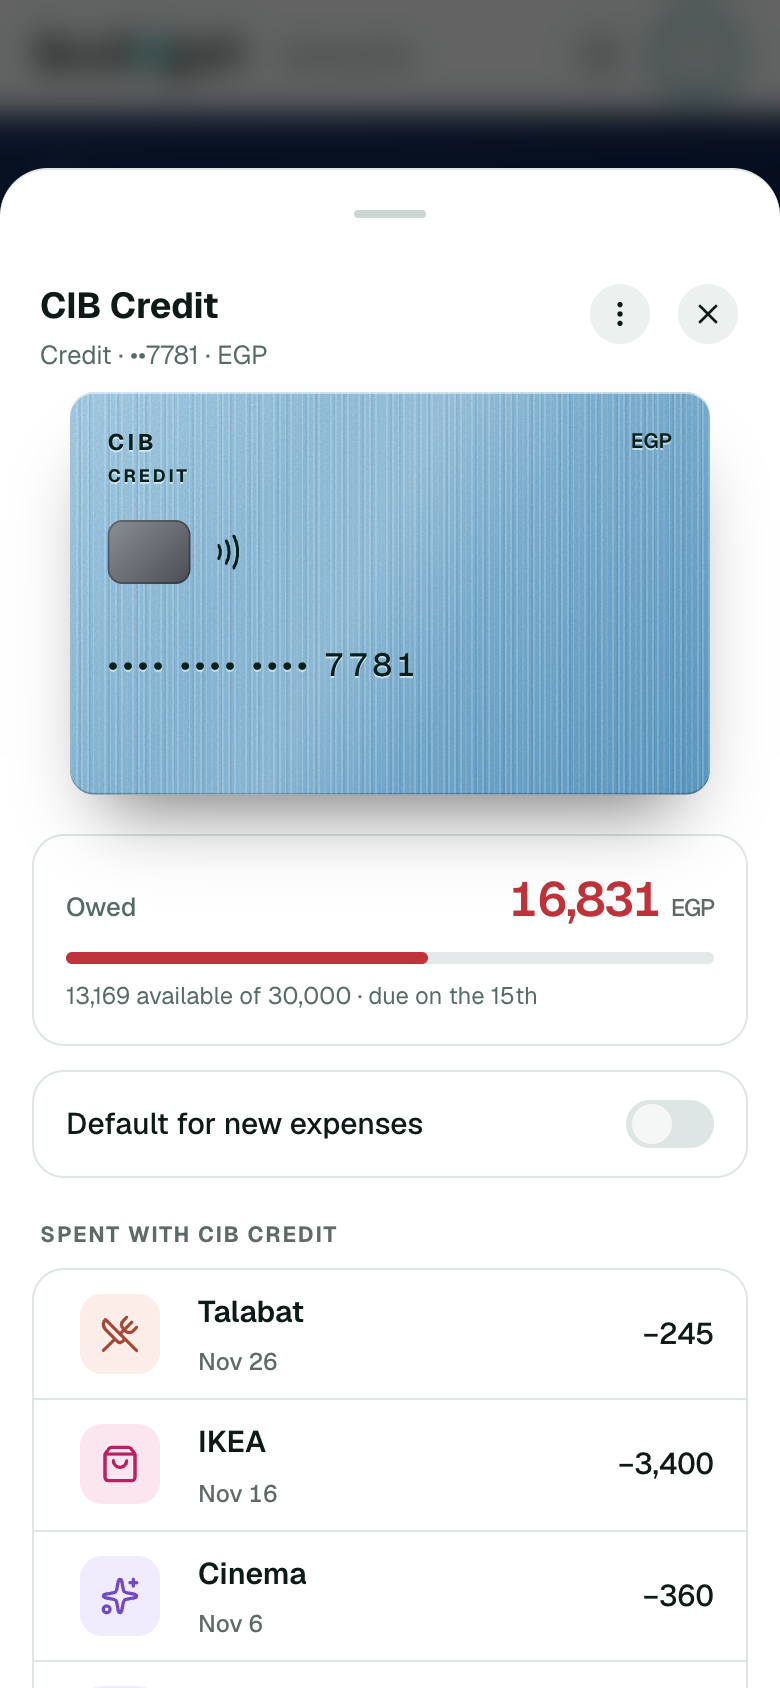 CIB Credit
Credit · ••7781 · EGP
CIB
EGP
CREDIT
•••• •••• •••• 7781
Owed
16,831 EGP
13,169 available of 30,000 · due on the 15th
Default for new expenses
SPENT WITH CIB CREDIT
Talabat
−245
Nov 26
IKEA
−3,400
Nov 16
Cinema
−360
Nov 6